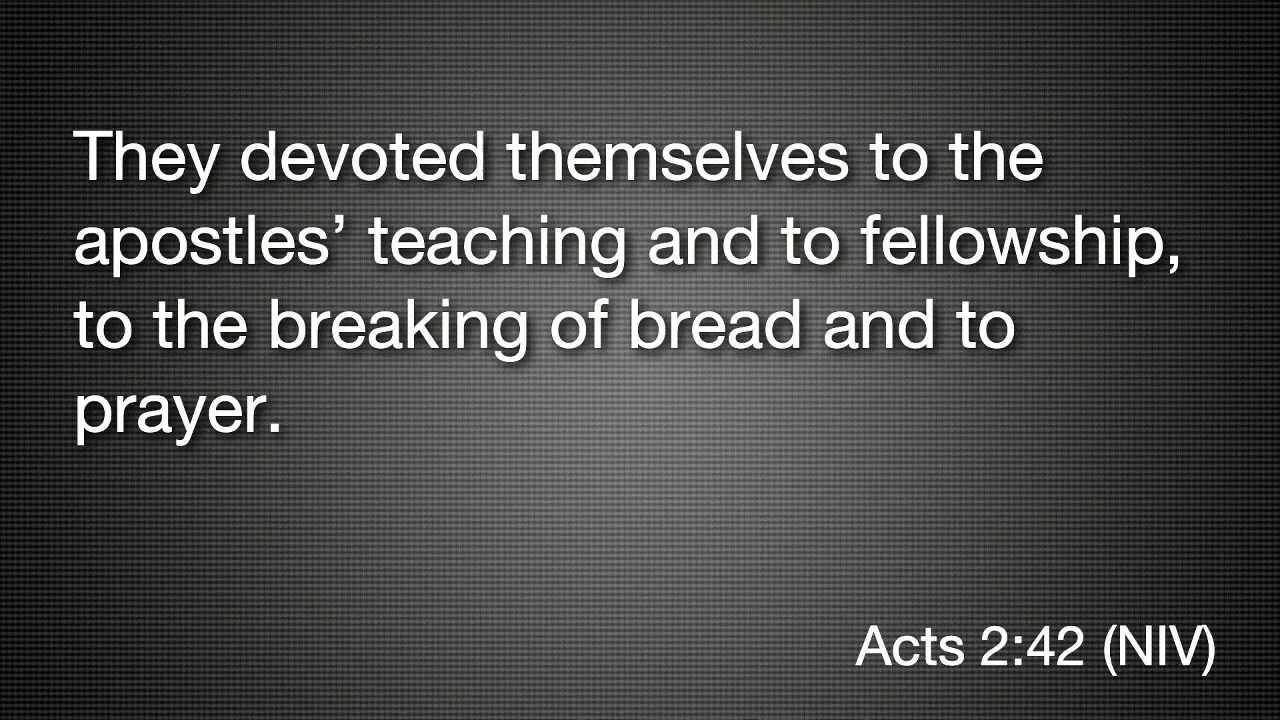 They devoted themselves to the
apostles’ teaching and to fellowship,
to the breaking of bread and to
prayer.
Acts 2:42 (NIV)